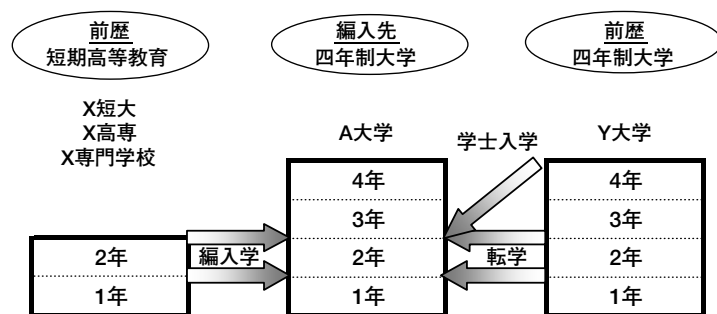 前歴
短期高等教育
編入先
四年制大学
前歴
四年制大学
X短大
X高専
X専門学校
A大学
学士入学
Y大学
4年
3年
2年
1年
編入学
4年
3年
2年
1年
転学
2年
1年